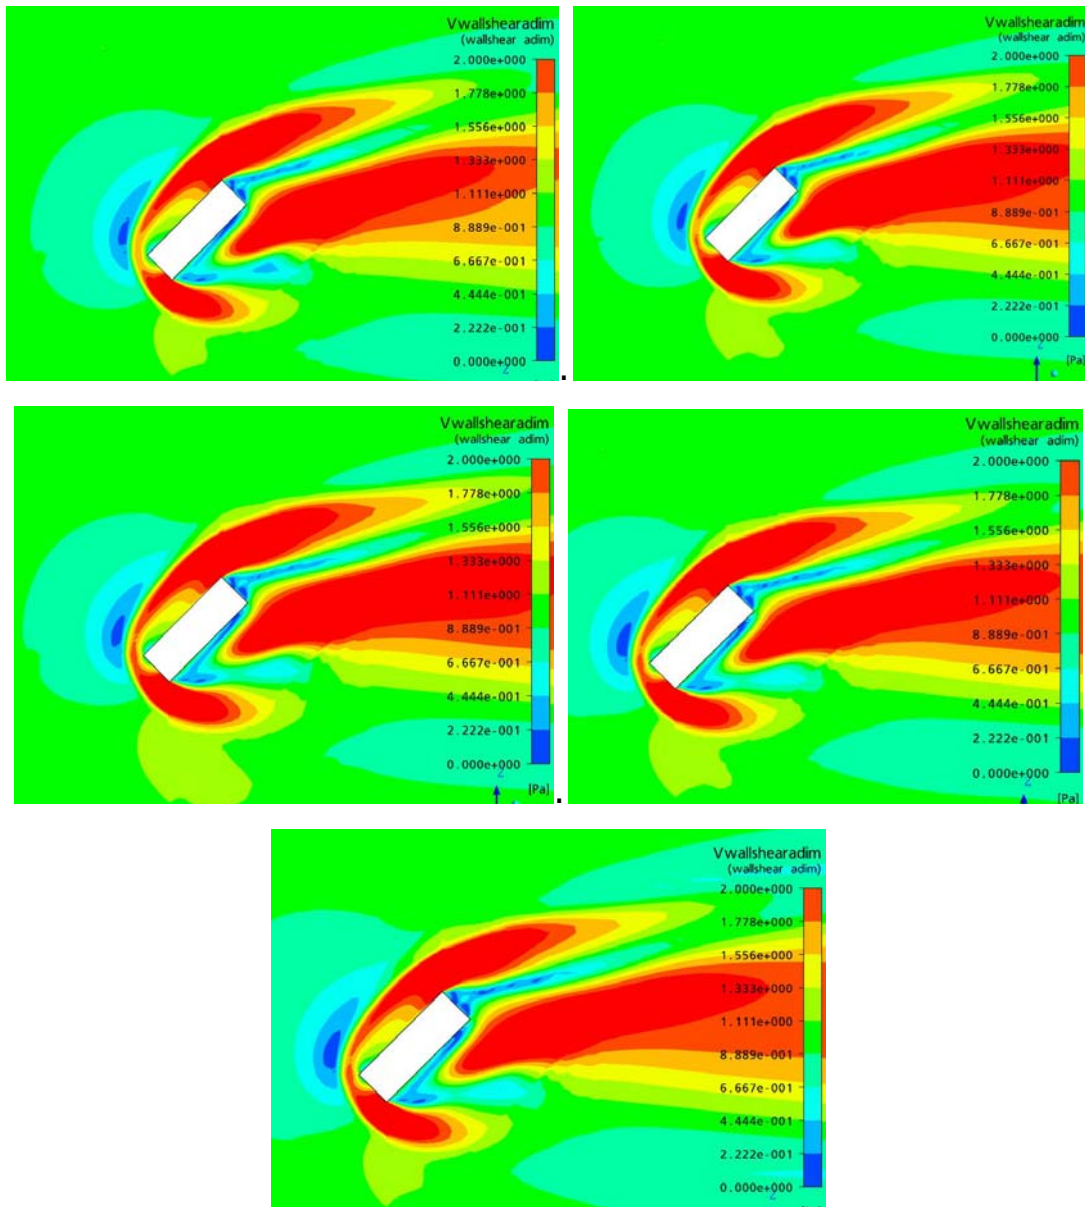 Vwallshearadim
(wallshear adim)
2.000e+000
1.778e+000
1.556e+000
1.333e+000
1.111e+000
8.889e-001
6.667e-001
4.444e-001
2.222e-001
0.000e+000
Z
.
Vwallshearadim
(wallshear adim)
2.000e+000
1.778e+000
1.556e+000
1.333e+000
1.111e+000
8.889e-001
6.667e-001
4.444e-001
2.222e-001
0.000e+000
Z
[Pa]
Vwallshearadim
(wallshear adim)
2.000e+000
1.778e+000
1.556e+000
1.333e+000
1.111e+000
8.889e-001
6.667e-001
4.444e-001
2.222e-001
0.000e+000
Z
[Pa]
.
Vwallshearadim
(wallshear adim)
2.000e+000
1.778e+000
1.556e+000
1.333e+000
1.111e+000
8.889e-001
6.667e-001
4.444e-001
2.222e-001
0.000e+000
[Pa]
Vwallshearadim
(wallshear adim)
2.000e+000
1.778e+000
1.556e+000
1.333e+000
1.111e+000
8.889e-001
6.667e-001
4.444e-001
2.222e-001
0.000e+000
Z